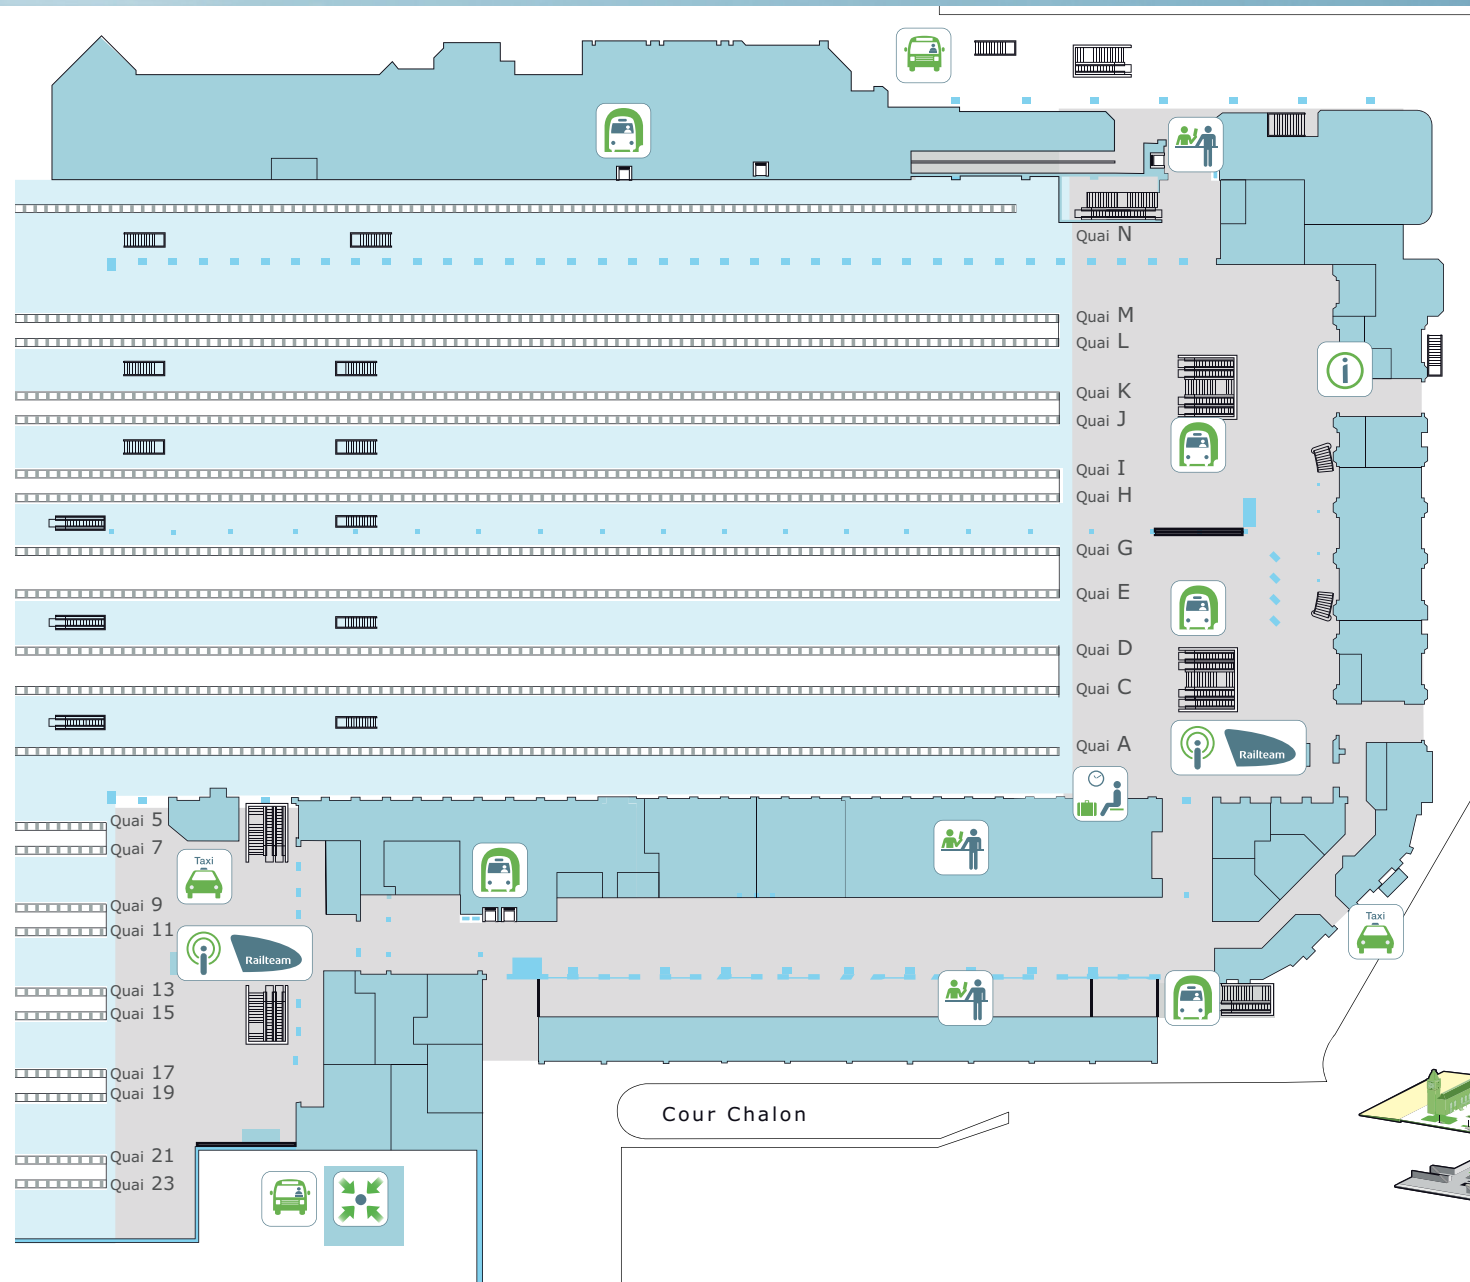 Quai N
Quai M
Quai L
Quai K
Quai J
Quai I
Quai H
Quai G
Quai E
Quai D
Quai C
Quai A
Railteam
Quai 5
Quai 7
Taxi
Quai 9
Quai 11
Taxi
Railteam
Quai 13
Quai 15
Quai 17
Quai 19
Cour Chalon
Quai 21
Quai 23